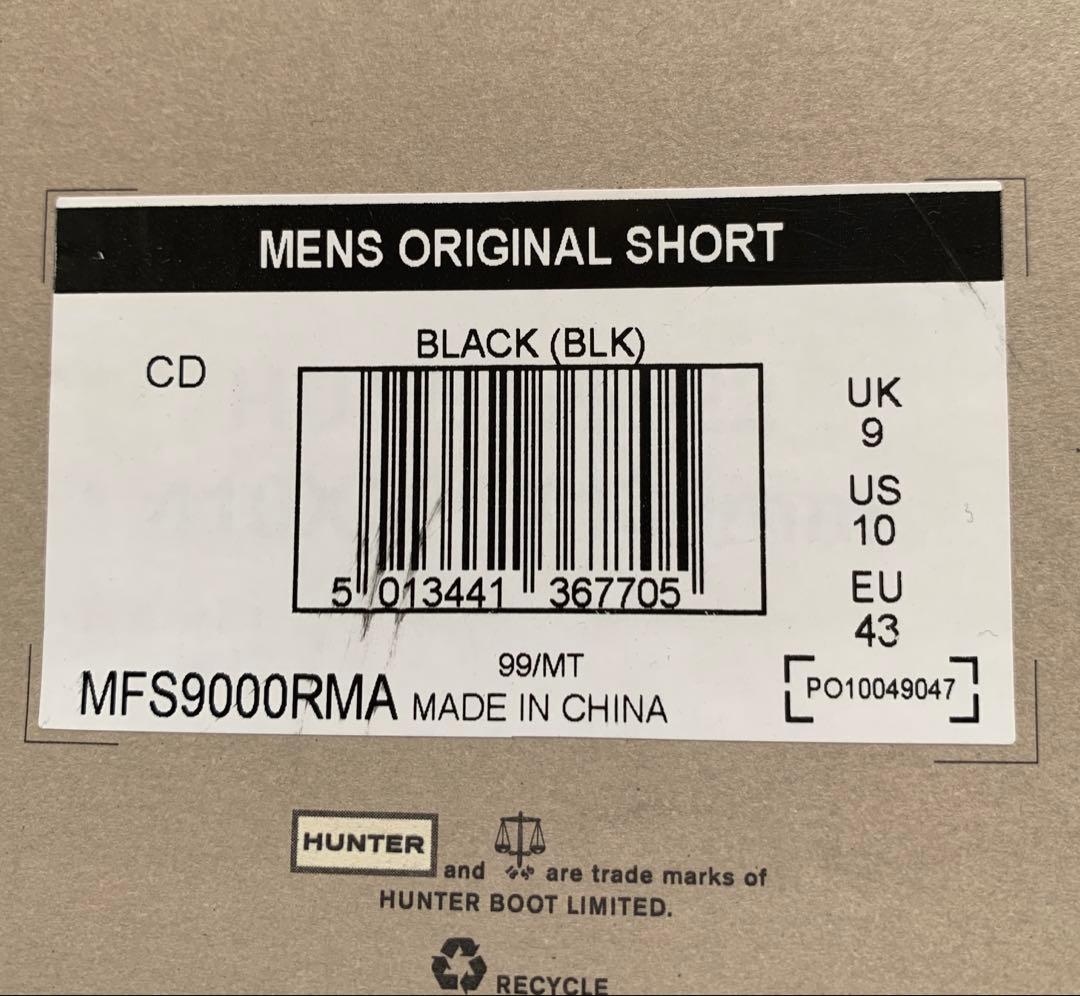 MENS ORIGINAL SHORT
BLACK (BLK)
CD
UK
9
US
10
EU
43
5 013441 367705
99/MT
MFS9000RMA MADE IN CHINA
PO10049047
HUNTER and are trade marks of
HUNTER BOOT LIMITED.
RECYCLE